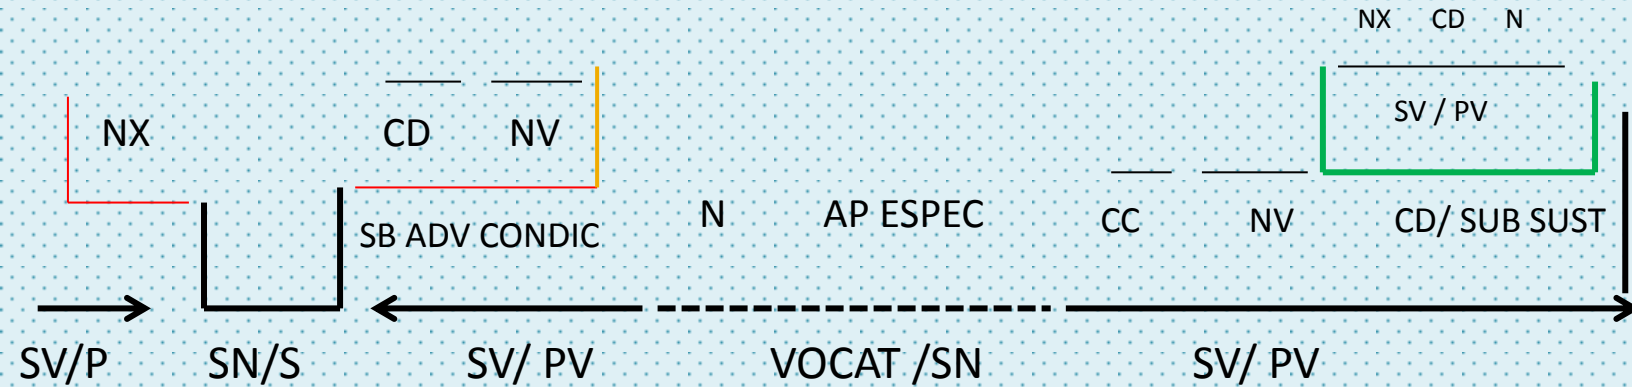 NX CD N
NX CD NV SV / PV
SB ADV CONDIC N AP ESPEC CC NV CD/ SUB SUST
SV/P SN/S SV/ PV VOCAT /SN SV/ PV